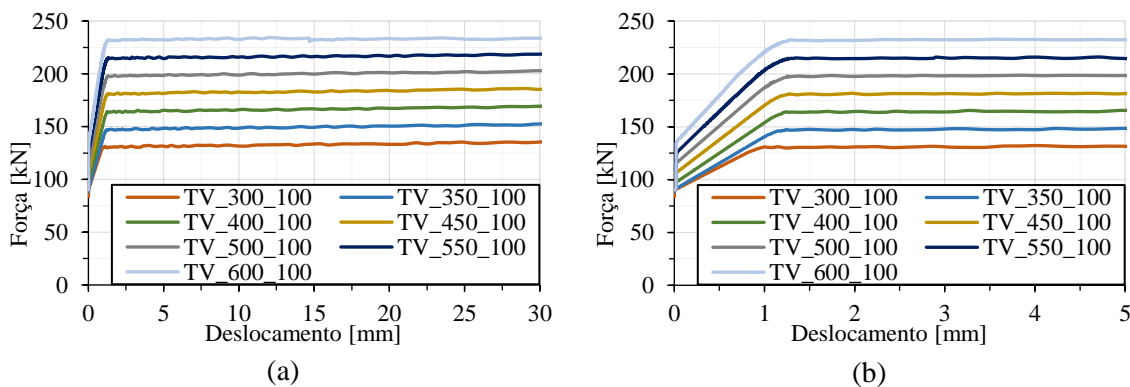 Força [kN]
250
200
150
100
50
0
TV_300_100 TV_350_100
TV_400_100 TV_450_100
TV_500_100 TV_550_100
TV_600_100
0 5 10 15 20 25 30
Deslocamento [mm]
(a)
Força [kN]
250
200
150
100
50
0
TV_300_100 TV_350_100
TV_400_100 TV_450_100
TV_500_100 TV_550_100
TV_600_100
0 1 2 3 4 5
Deslocamento [mm]
(b)